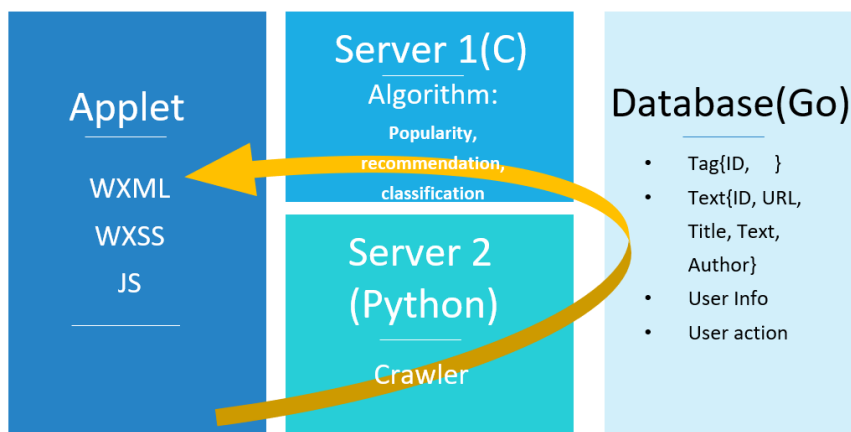 Applet
WXML
WXSS
JS
Server 1(C)
Algorithm:
Popularity,
recommendation,
classification
Server 2
(Python)
Crawler
Database(Go)
• Tag{ID, }
• Text{ID, URL,
Title, Text,
Author}
• User Info
• User action